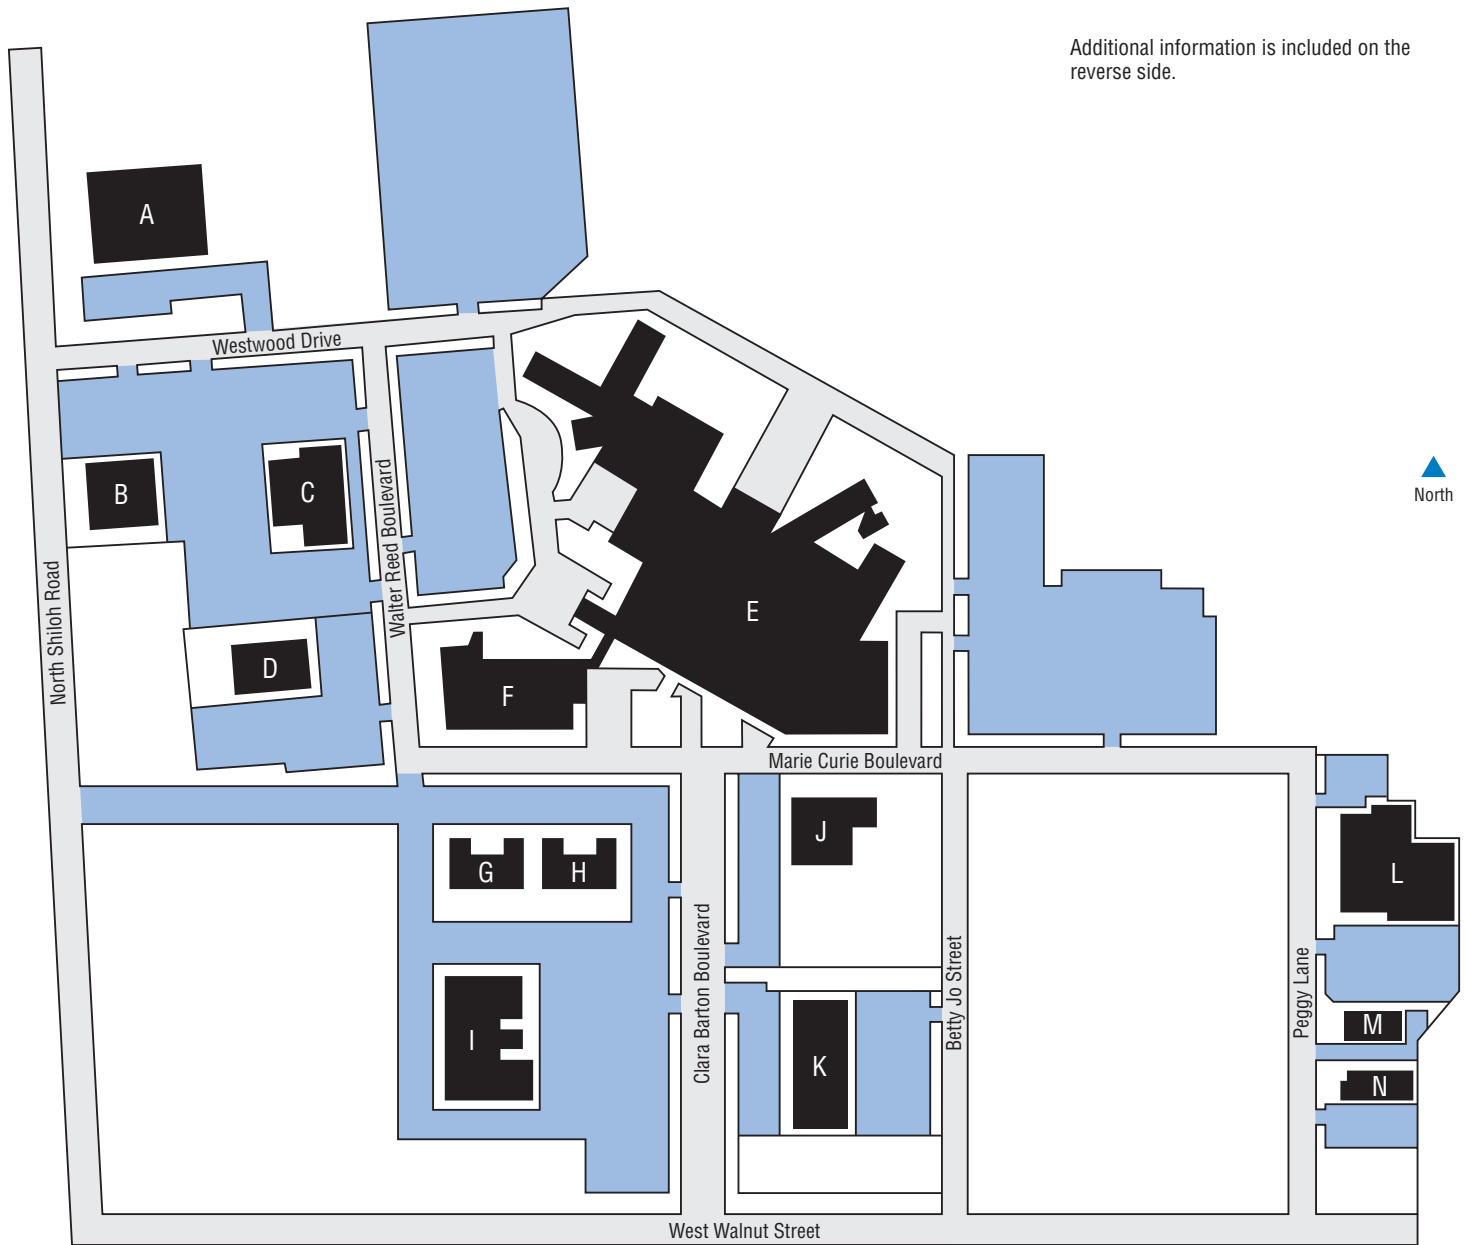 Additional information is included on the
reverse side.
A
Westwood Drive
North
B
C
Walter Reed Boulevard
North Shiloh Road
D
E
F
Marie Curie Boulevard
J
G
H
L
Clara Barton Boulevard
Betty Jo Street
Peggy Lane
I
K
M
N
West Walnut Street